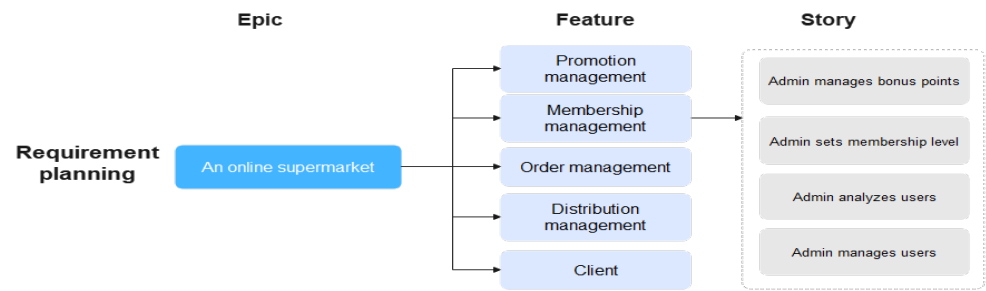 Epic
Feature
Story
Requirement
planning
An online supermarket
Promotion
management
Membership
management
Order management
Distribution
management
Client
Admin manages bonus points
Admin sets membership level
Admin analyzes users
Admin manages users